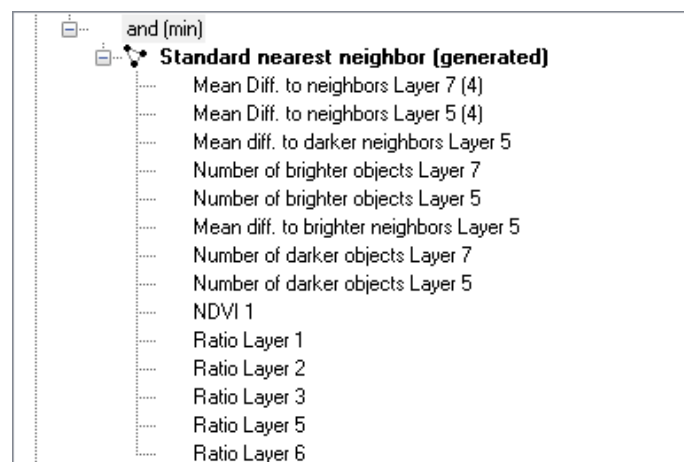 and (min)
Standard nearest neighbor (generated)
Mean Diff. to neighbors Layer 7 (4)
Mean Diff. to neighbors Layer 5 (4)
Mean diff. to darker neighbors Layer 5
Number of brighter objects Layer 7
Number of brighter objects Layer 5
Mean diff. to brighter neighbors Layer 5
Number of darker objects Layer 7
Number of darker objects Layer 5
NDVI 1
Ratio Layer 1
Ratio Layer 2
Ratio Layer 3
Ratio Layer 5
Ratio Layer 6